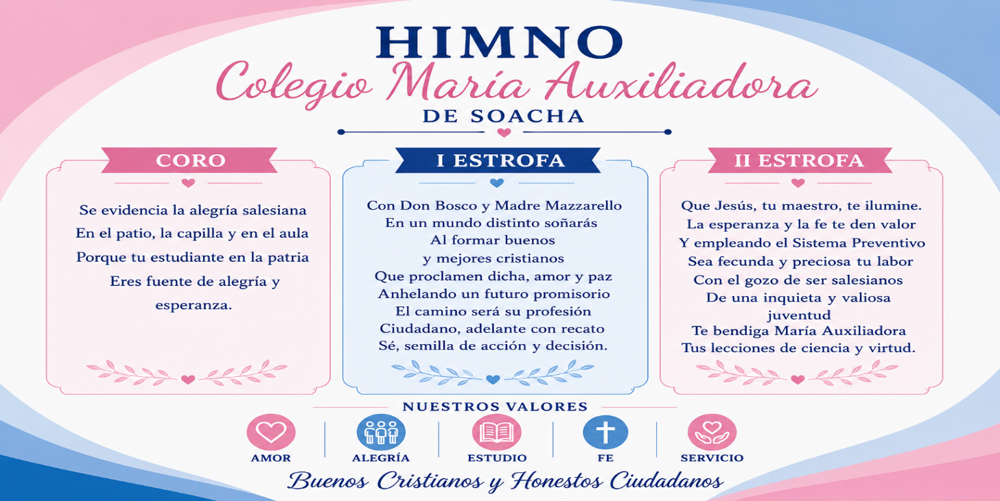 HIMNO
Colegio María Auxiliadora
DE SOACHA
CORO
Se evidencia la alegría salesiana
En el patio, la capilla y en el aula
Porque tu estudiante en la patria
Eres fuente de alegría y
esperanza.
I ESTROFA
Con Don Bosco y Madre Mazzarello
En un mundo distinto soñarás
Al formar buenos
y mejores cristianos
Que proclamen dicha, amor y paz
Anhelando un futuro promisorio
El camino será su profesión
Ciudadano, adelante con recato
Sé, semilla de acción y decisión.
II ESTROFA
Que Jesús, tu maestro, te ilumine.
La esperanza y la fe te den valor
Y empleando el Sistema Preventivo
Sea fecunda y preciosa tu labor
Con el gozo de ser salesianos
De una inquieta y valiosa
juventud
Te bendiga María Auxiliadora
Tus lecciones de ciencia y virtud.
NUESTROS VALORES
AMOR
ALEGRÍA
ESTUDIO
FE
SERVICIO
Buenos Cristianos y Honestos Ciudadanos